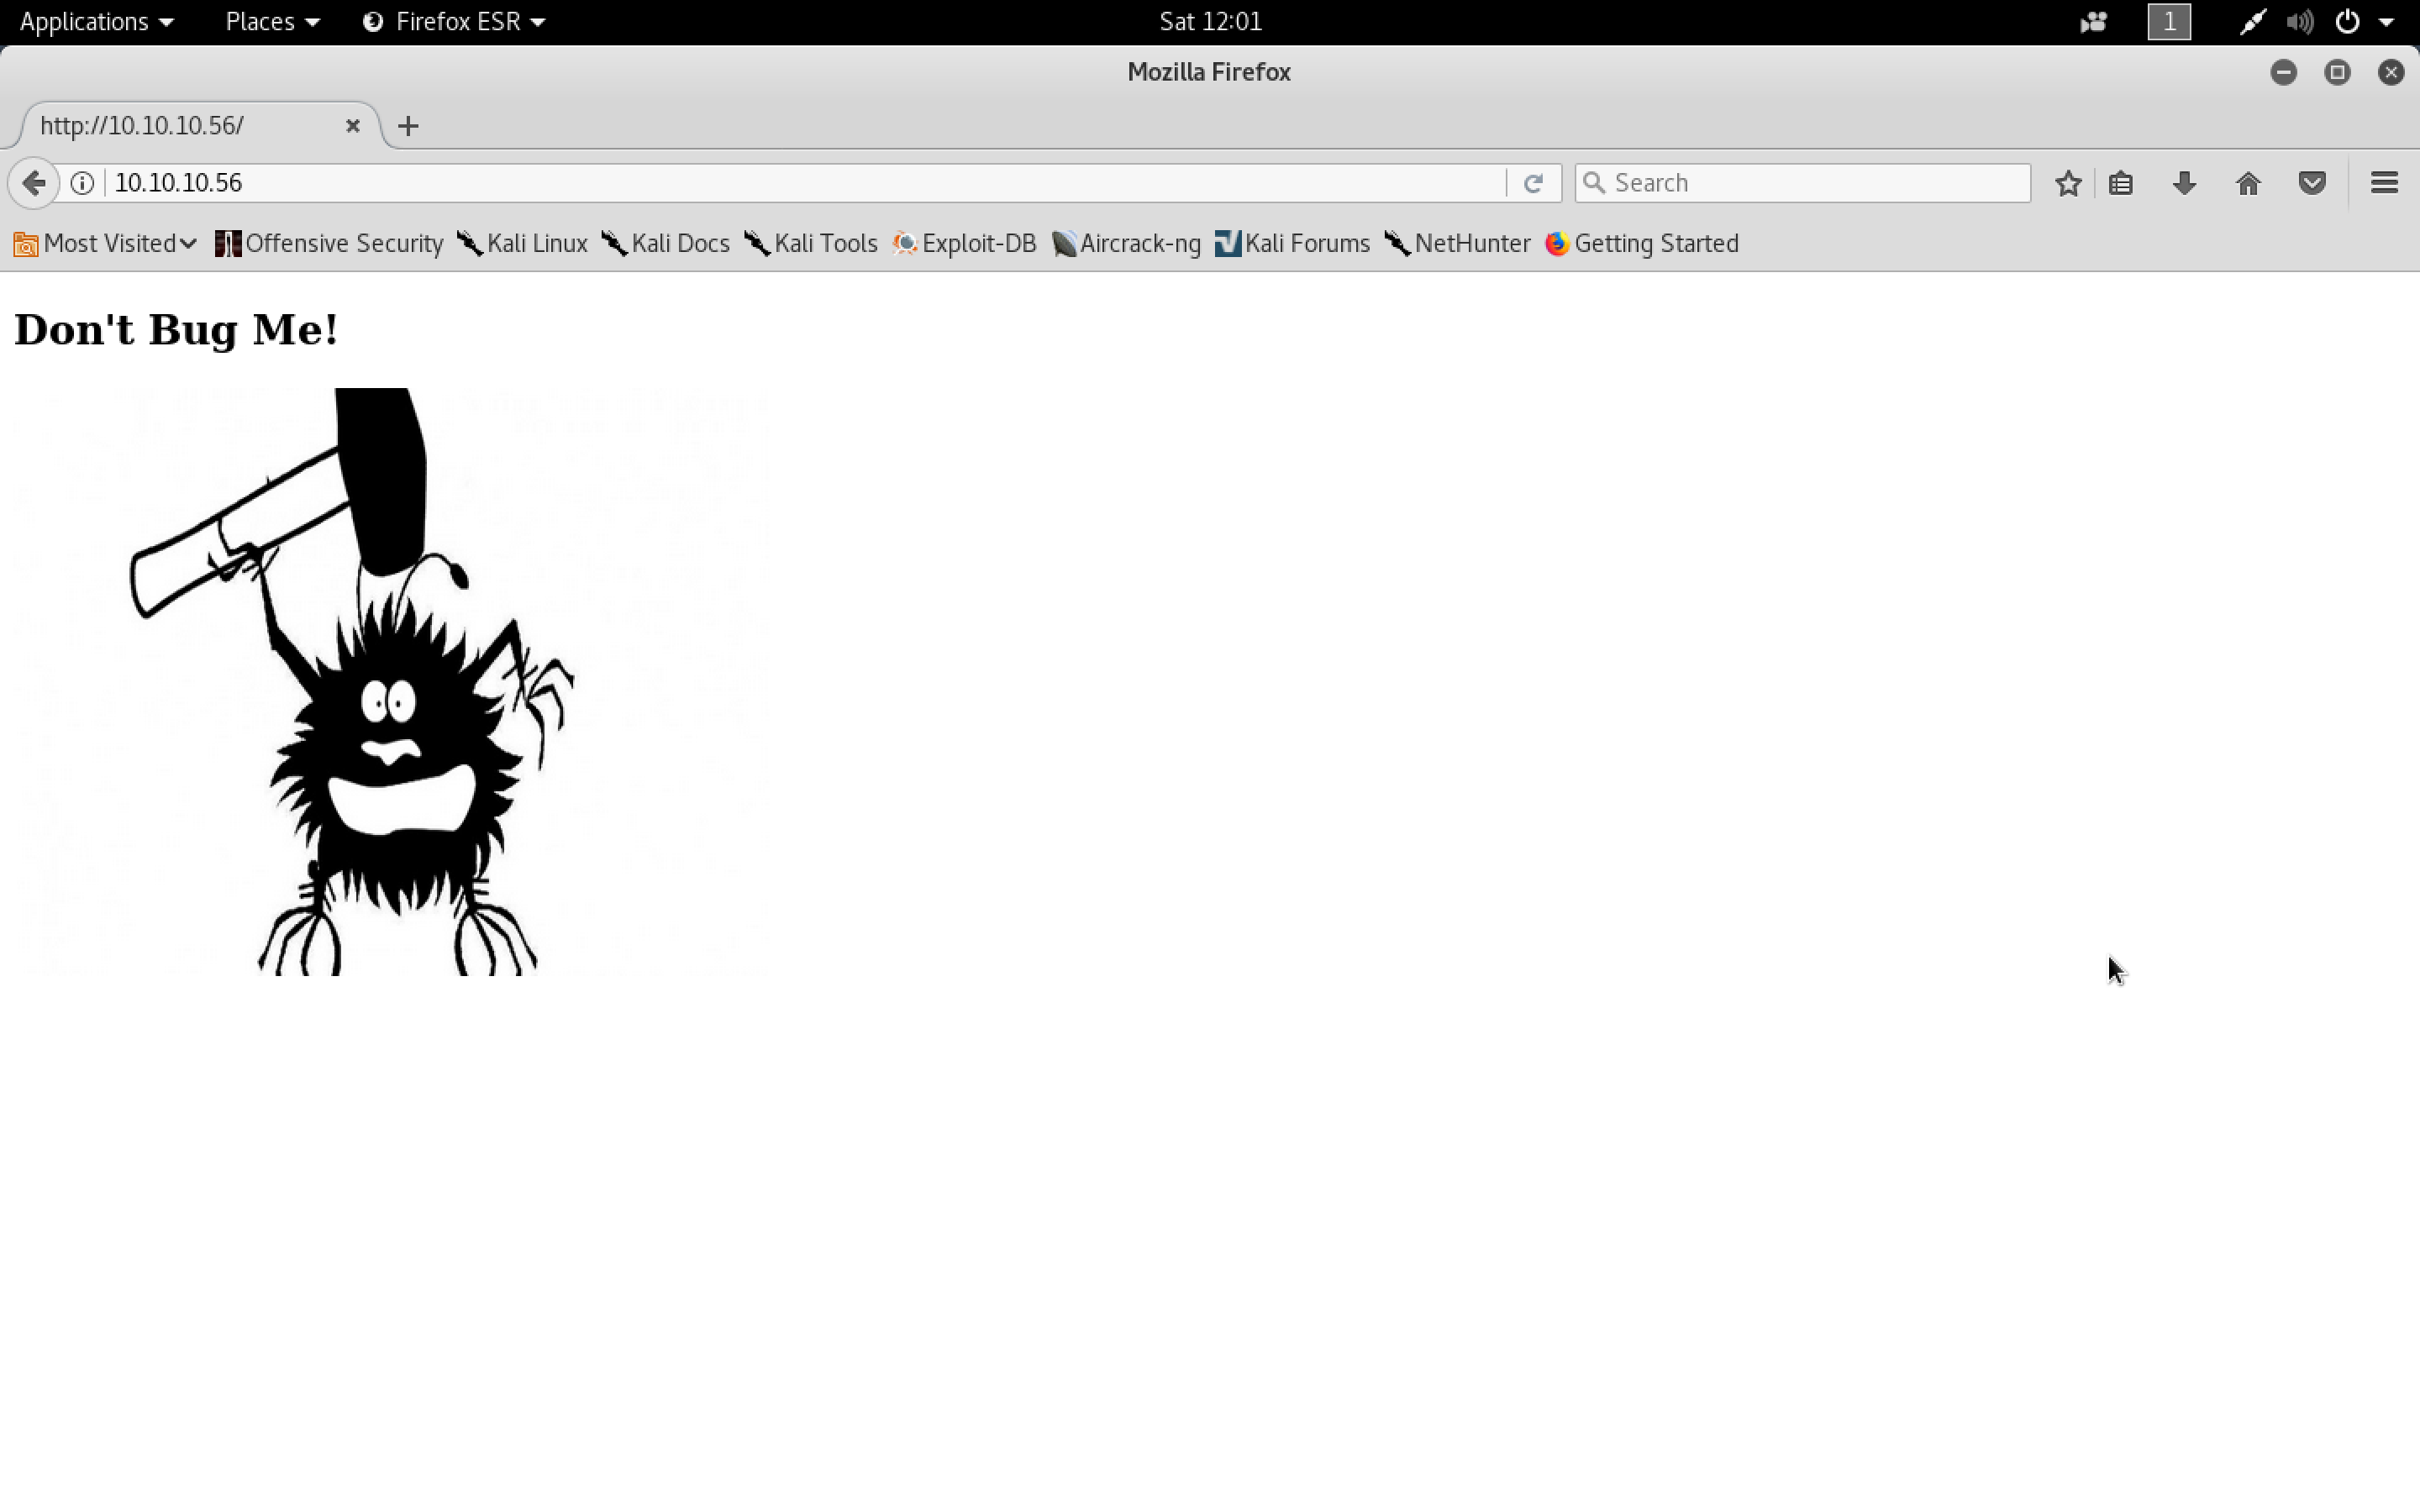 Applications Places Firefox ESR Sat 12:01 1
Mozilla Firefox
http://10.10.10.56/
10.10.10.56 Search
Most Visited Offensive Security Kali Linux Kali Docs Kali Tools Exploit-DB Aircrack-ng Kali Forums NetHunter Getting Started
Don't Bug Me!